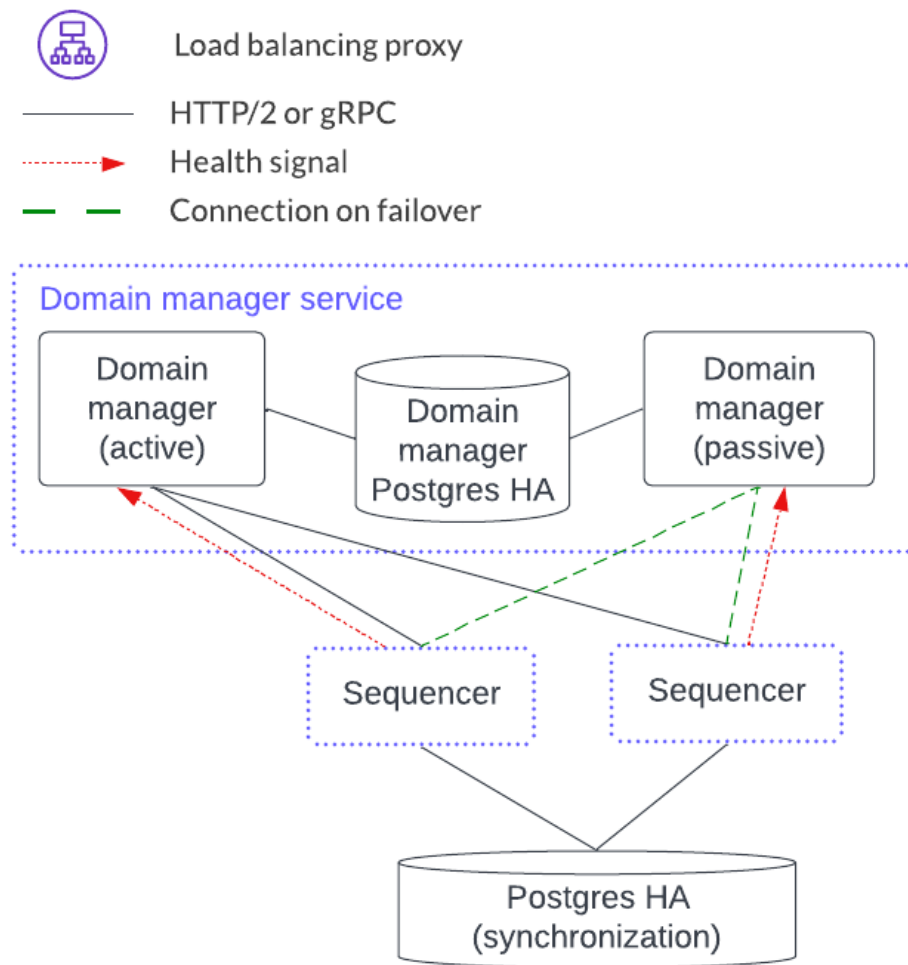 Load balancing proxy
HTTP/2 or gRPC
Health signal
Connection on failover
Domain manager service
Domain
manager
(active)
Domain
manager
Postgres HA
Domain
manager
(passive)
Sequencer
Sequencer
Postgres HA
(synchronization)